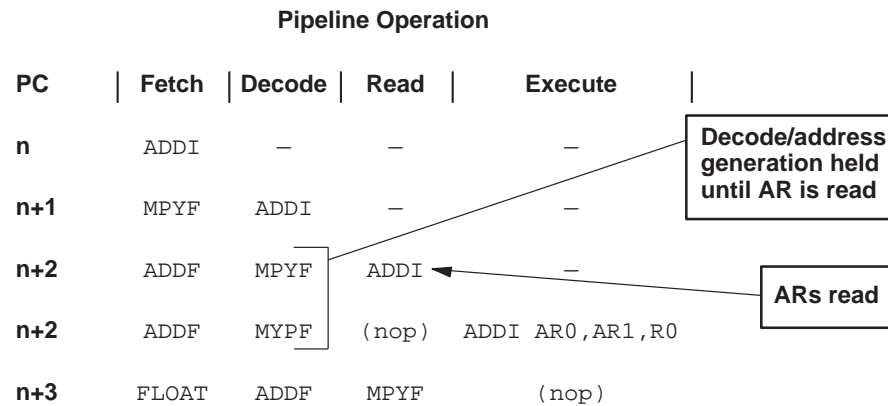 Pipeline Operation
PC | Fetch | Decode | Read | Execute |
n ADDI – – –
Decode/address
generation held
until AR is read
n+1 MPYF ADDI – –
n+2 ADDF MPYF ADDI –
ARs read
n+2 ADDF MYPF (nop) ADDI AR0,AR1,R0
n+3 FLOAT ADDF MPYF (nop)